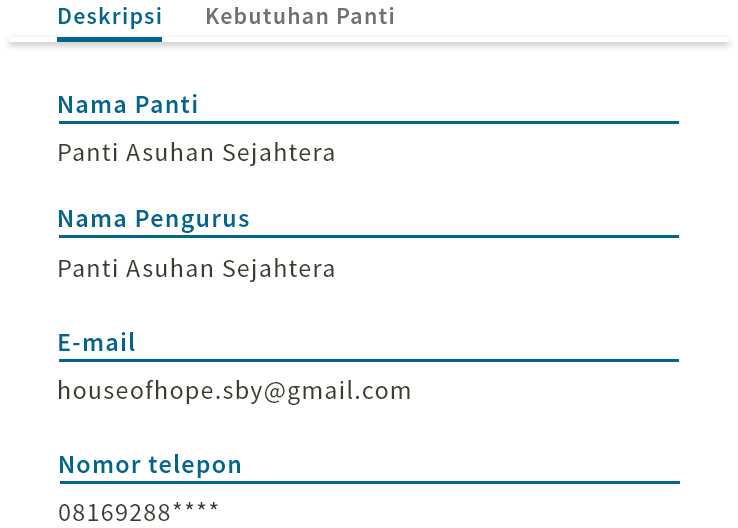 Deskripsi Kebutuhan Panti
Nama Panti
Panti Asuhan Sejahtera
Nama Pengurus
Panti Asuhan Sejahtera
E-mail
houseofhope.sby@gmail.com
Nomor telepon
08169288****